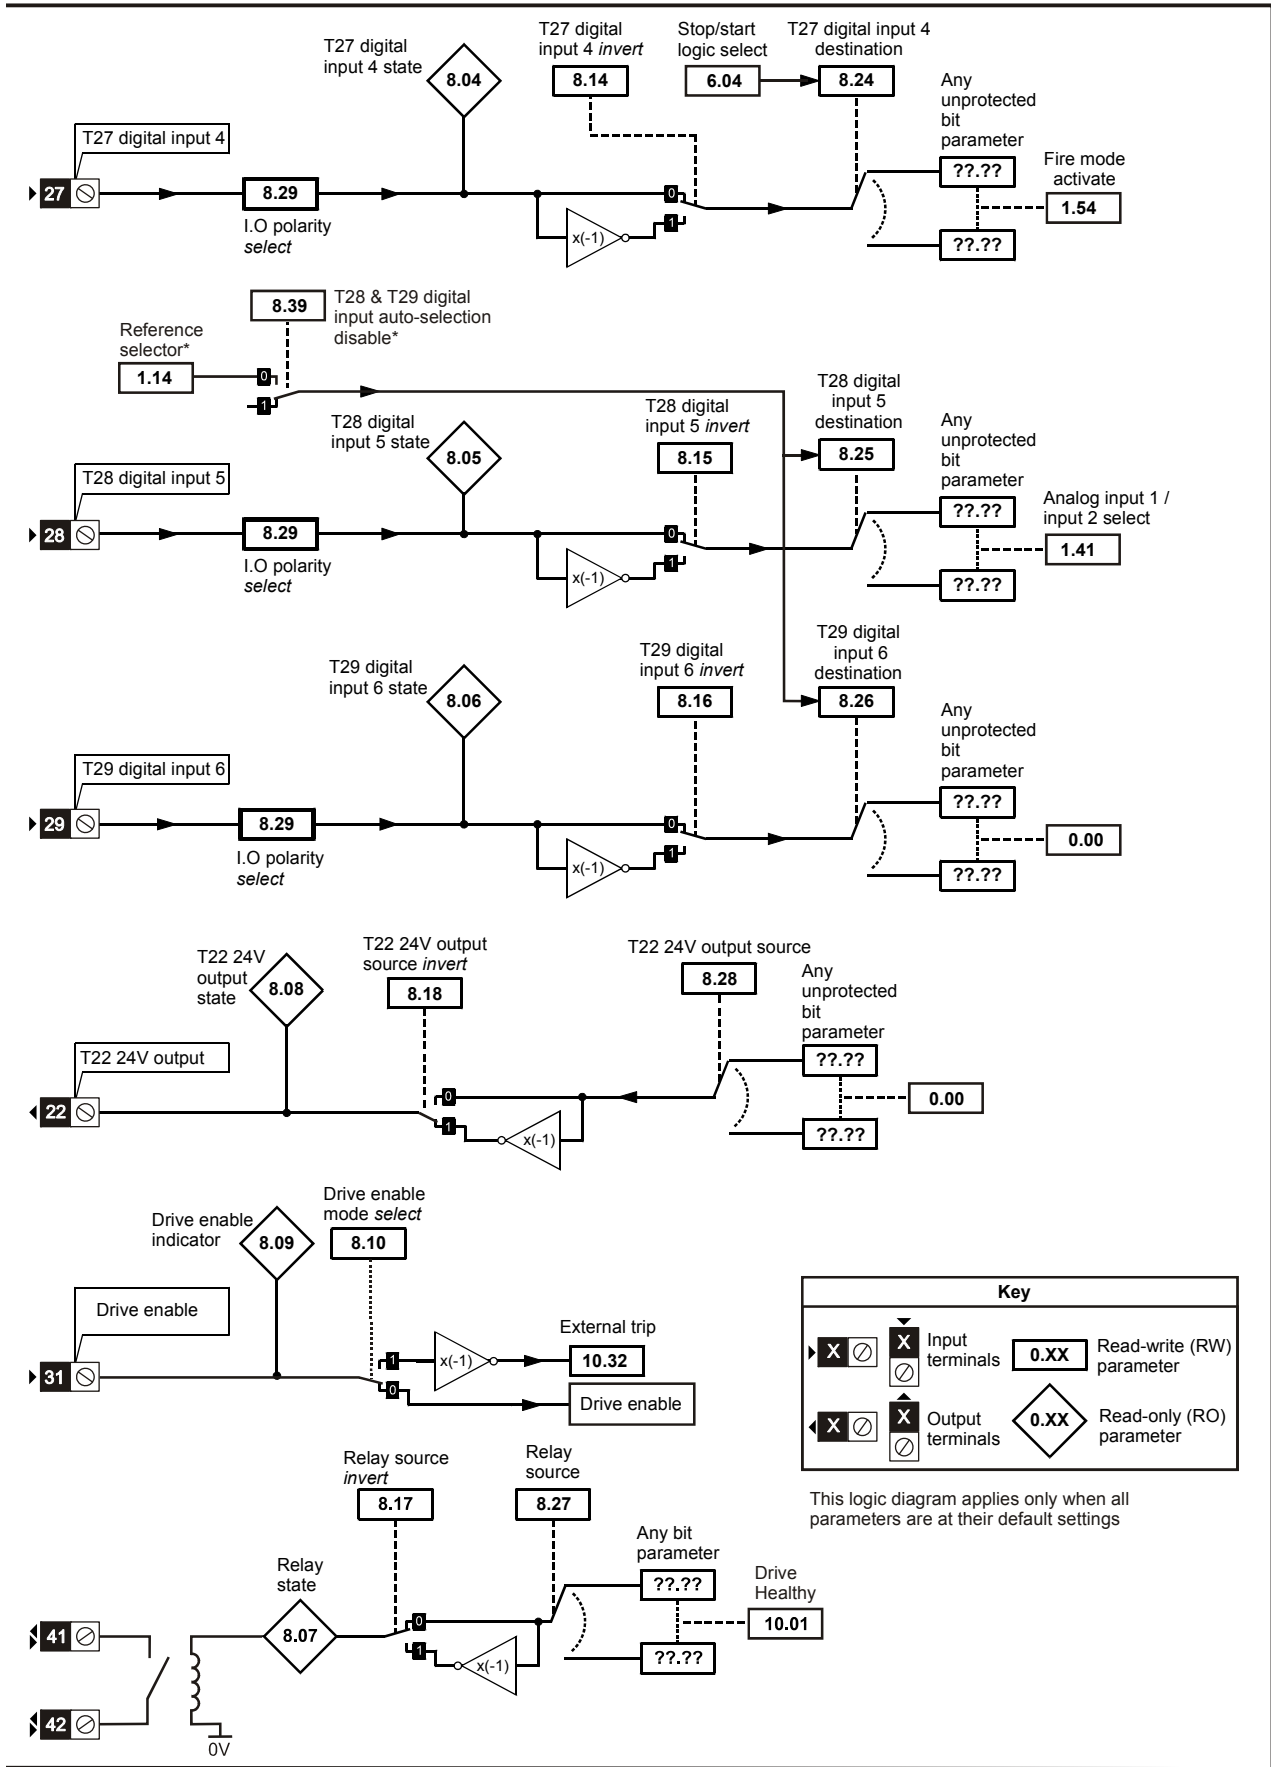 T27 digital
input 4 state
8.04
T27 digital
input 4 invert
8.14
Stop/start
logic select
6.04
T27 digital input 4
destination
8.24
Any
unprotected
bit
parameter
??.??
??.??
Fire mode
activate
1.54
T27 digital input 4
27
8.29
I.O polarity
select
0
1
x(-1)
8.39
T28 & T29 digital
input auto-selection
disable*
Reference
selector*
1.14
0
1
T28 digital
input 5 state
8.05
T28 digital
input 5 invert
8.15
T28 digital
input 5
destination
8.25
Any
unprotected
bit
parameter
??.??
??.??
Analog input 1 /
input 2 select
1.41
T28 digital input 5
28
8.29
I.O polarity
select
0
1
x(-1)
T29 digital
input 6 state
8.06
T29 digital
input 6 invert
8.16
T29 digital
input 6
destination
8.26
Any
unprotected
bit
parameter
??.??
??.??
0.00
T29 digital input 6
29
8.29
I.O polarity
select
0
1
x(-1)
T22 24V
output
state
8.08
T22 24V output
source invert
8.18
T22 24V output source
8.28
Any
unprotected
bit
parameter
??.??
??.??
0.00
T22 24V output
22
0
1
x(-1)
Drive enable
indicator
8.09
Drive enable
mode select
8.10
Drive enable
31
1
0
x(-1)
External trip
10.32
Drive enable
Key
X
X
Input
terminals
0.XX
Read-write (RW)
parameter
X
X
Output
terminals
0.XX
Read-only (RO)
parameter
This logic diagram applies only when all
parameters are at their default settings
Relay source
invert
8.17
Relay
source
8.27
Any bit
parameter
??.??
??.??
Drive
Healthy
10.01
Relay
state
8.07
0
1
x(-1)
41
42
0V